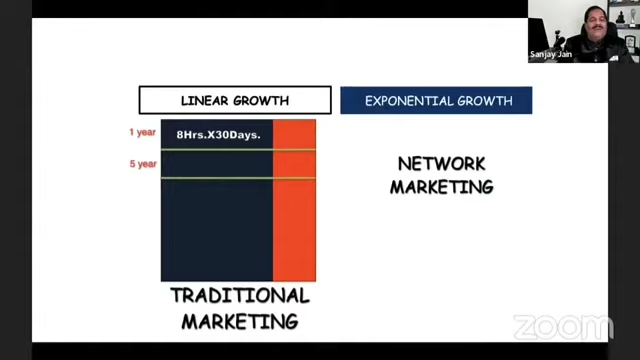 Sanjay Jain
LINEAR GROWTH
EXPONENTIAL GROWTH
1 year
8Hrs.X30Days.
5 year
NETWORK
MARKETING
TRADITIONAL
MARKETING
zoom